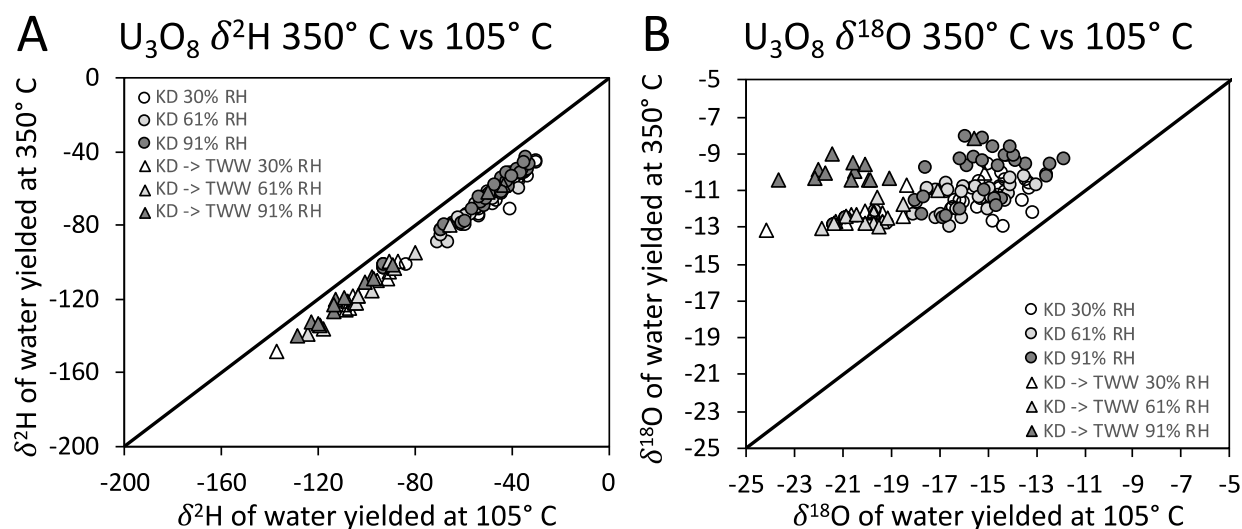 A
U₃O₈ δ²H 350° C vs 105° C
δ²H of water yielded at 350° C
0
-40
-80
-120
-160
-200
KD 30% RH
KD 61% RH
KD 91% RH
KD -> TWW 30% RH
KD -> TWW 61% RH
KD -> TWW 91% RH
-200
-160
-120
-80
-40
0
δ²H of water yielded at 105° C
B
U₃O₈ δ¹⁸O 350° C vs 105° C
δ¹⁸O of water yielded at 350° C
-5
-7
-9
-11
-13
-15
-17
-19
-21
-23
-25
KD 30% RH
KD 61% RH
KD 91% RH
KD -> TWW 30% RH
KD -> TWW 61% RH
KD -> TWW 91% RH
-25 -23 -21 -19 -17 -15 -13 -11 -9 -7 -5
δ¹⁸O of water yielded at 105° C